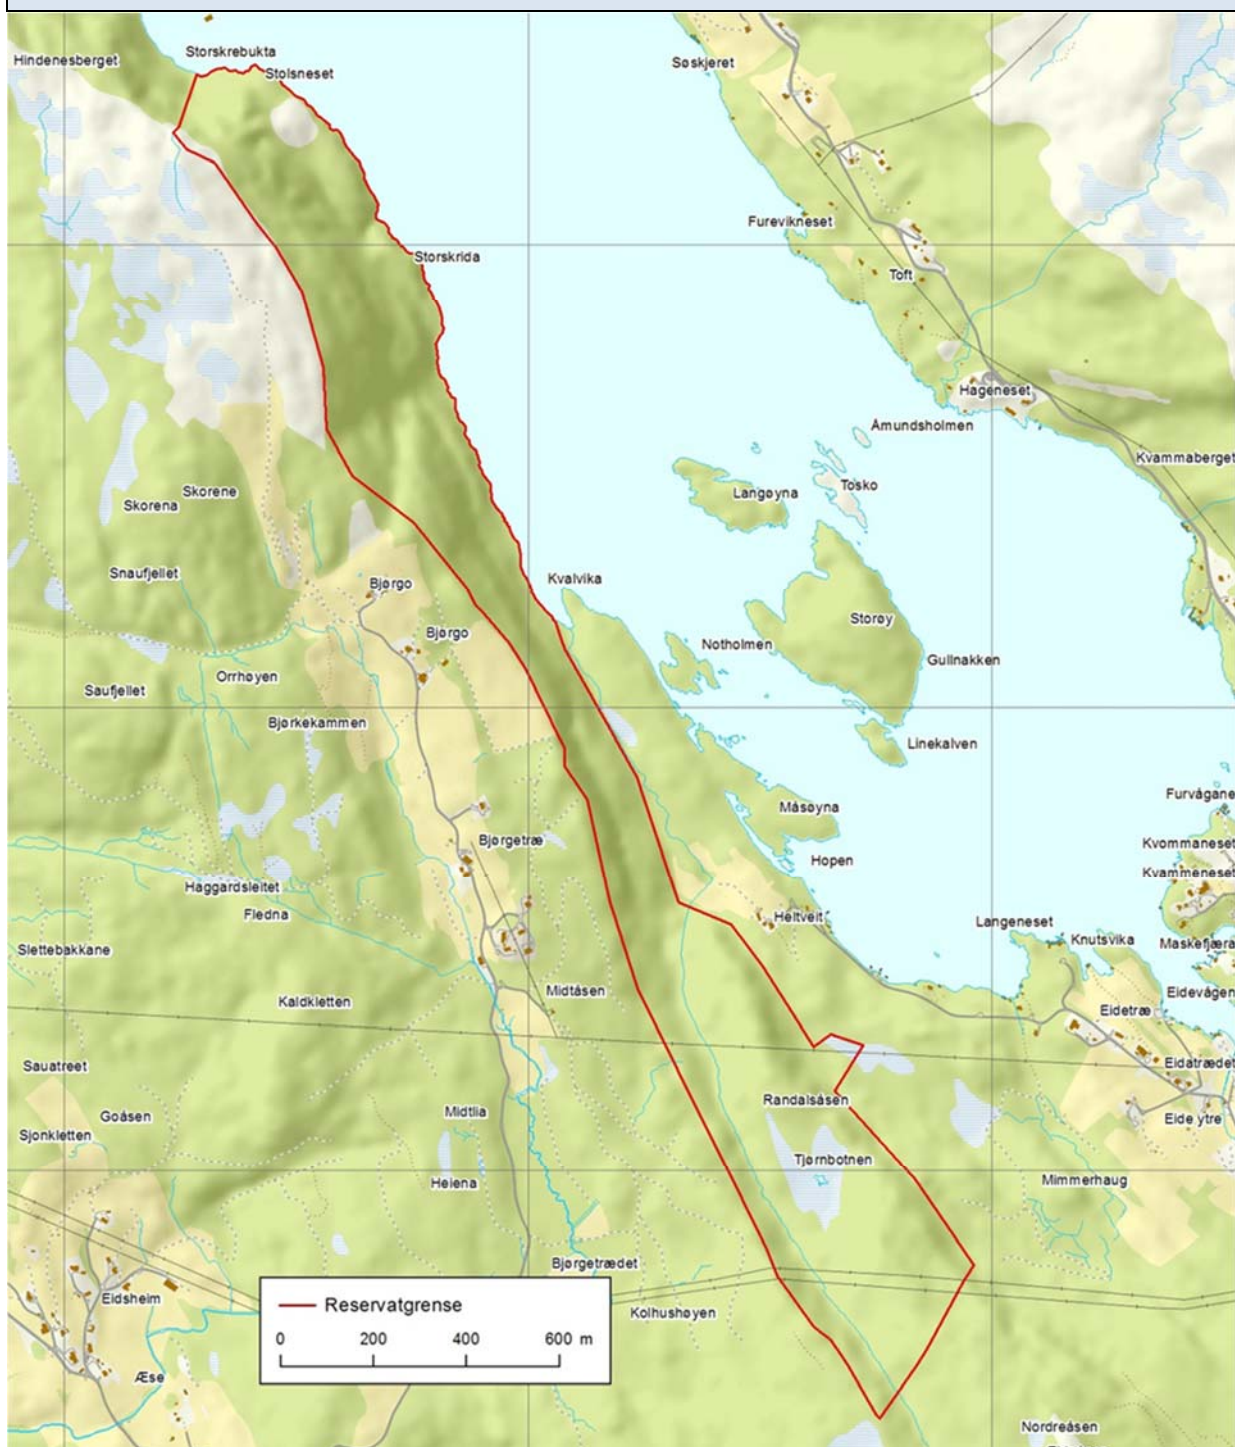 Storskrebukta
Hindenesberget
Søskjeret
Stolsneset
Furevikneset
Storskrida
Toft
Hageneset
Åmundsholmen
Kvammaberget
Tosko
Skorene
Langøyna
Skorena
Snaufjellet
Kvalvika
Bjørgo
Storøy
Bjørgo
Notholmen
Gullnakken
Orrhøyen
Saufjellet
Bjørkekammen
Linekalven
Furvågane
Måsøyna
Bjørgetræ
Kvommaneset
Hopen
Kvammeneset
Haggardsleitet
Fledna
Heltveit
Langeneset
Knutsvika
Maskefjæra
Slettebakkane
Midtåsen
Eidevågen
Kaldkletten
Eidetræ
Sauatreet
Eidatrædet
Randalsåsen
Goåsen
Midtlia
Eide ytre
Sjonkletten
Tjørnbotnen
Helena
Mimmerhaug
Bjørgetrædet
Eidsheim
Kolhushøyen
Reservatgrense
0 200 400 600 m
Æse
Nordreåsen